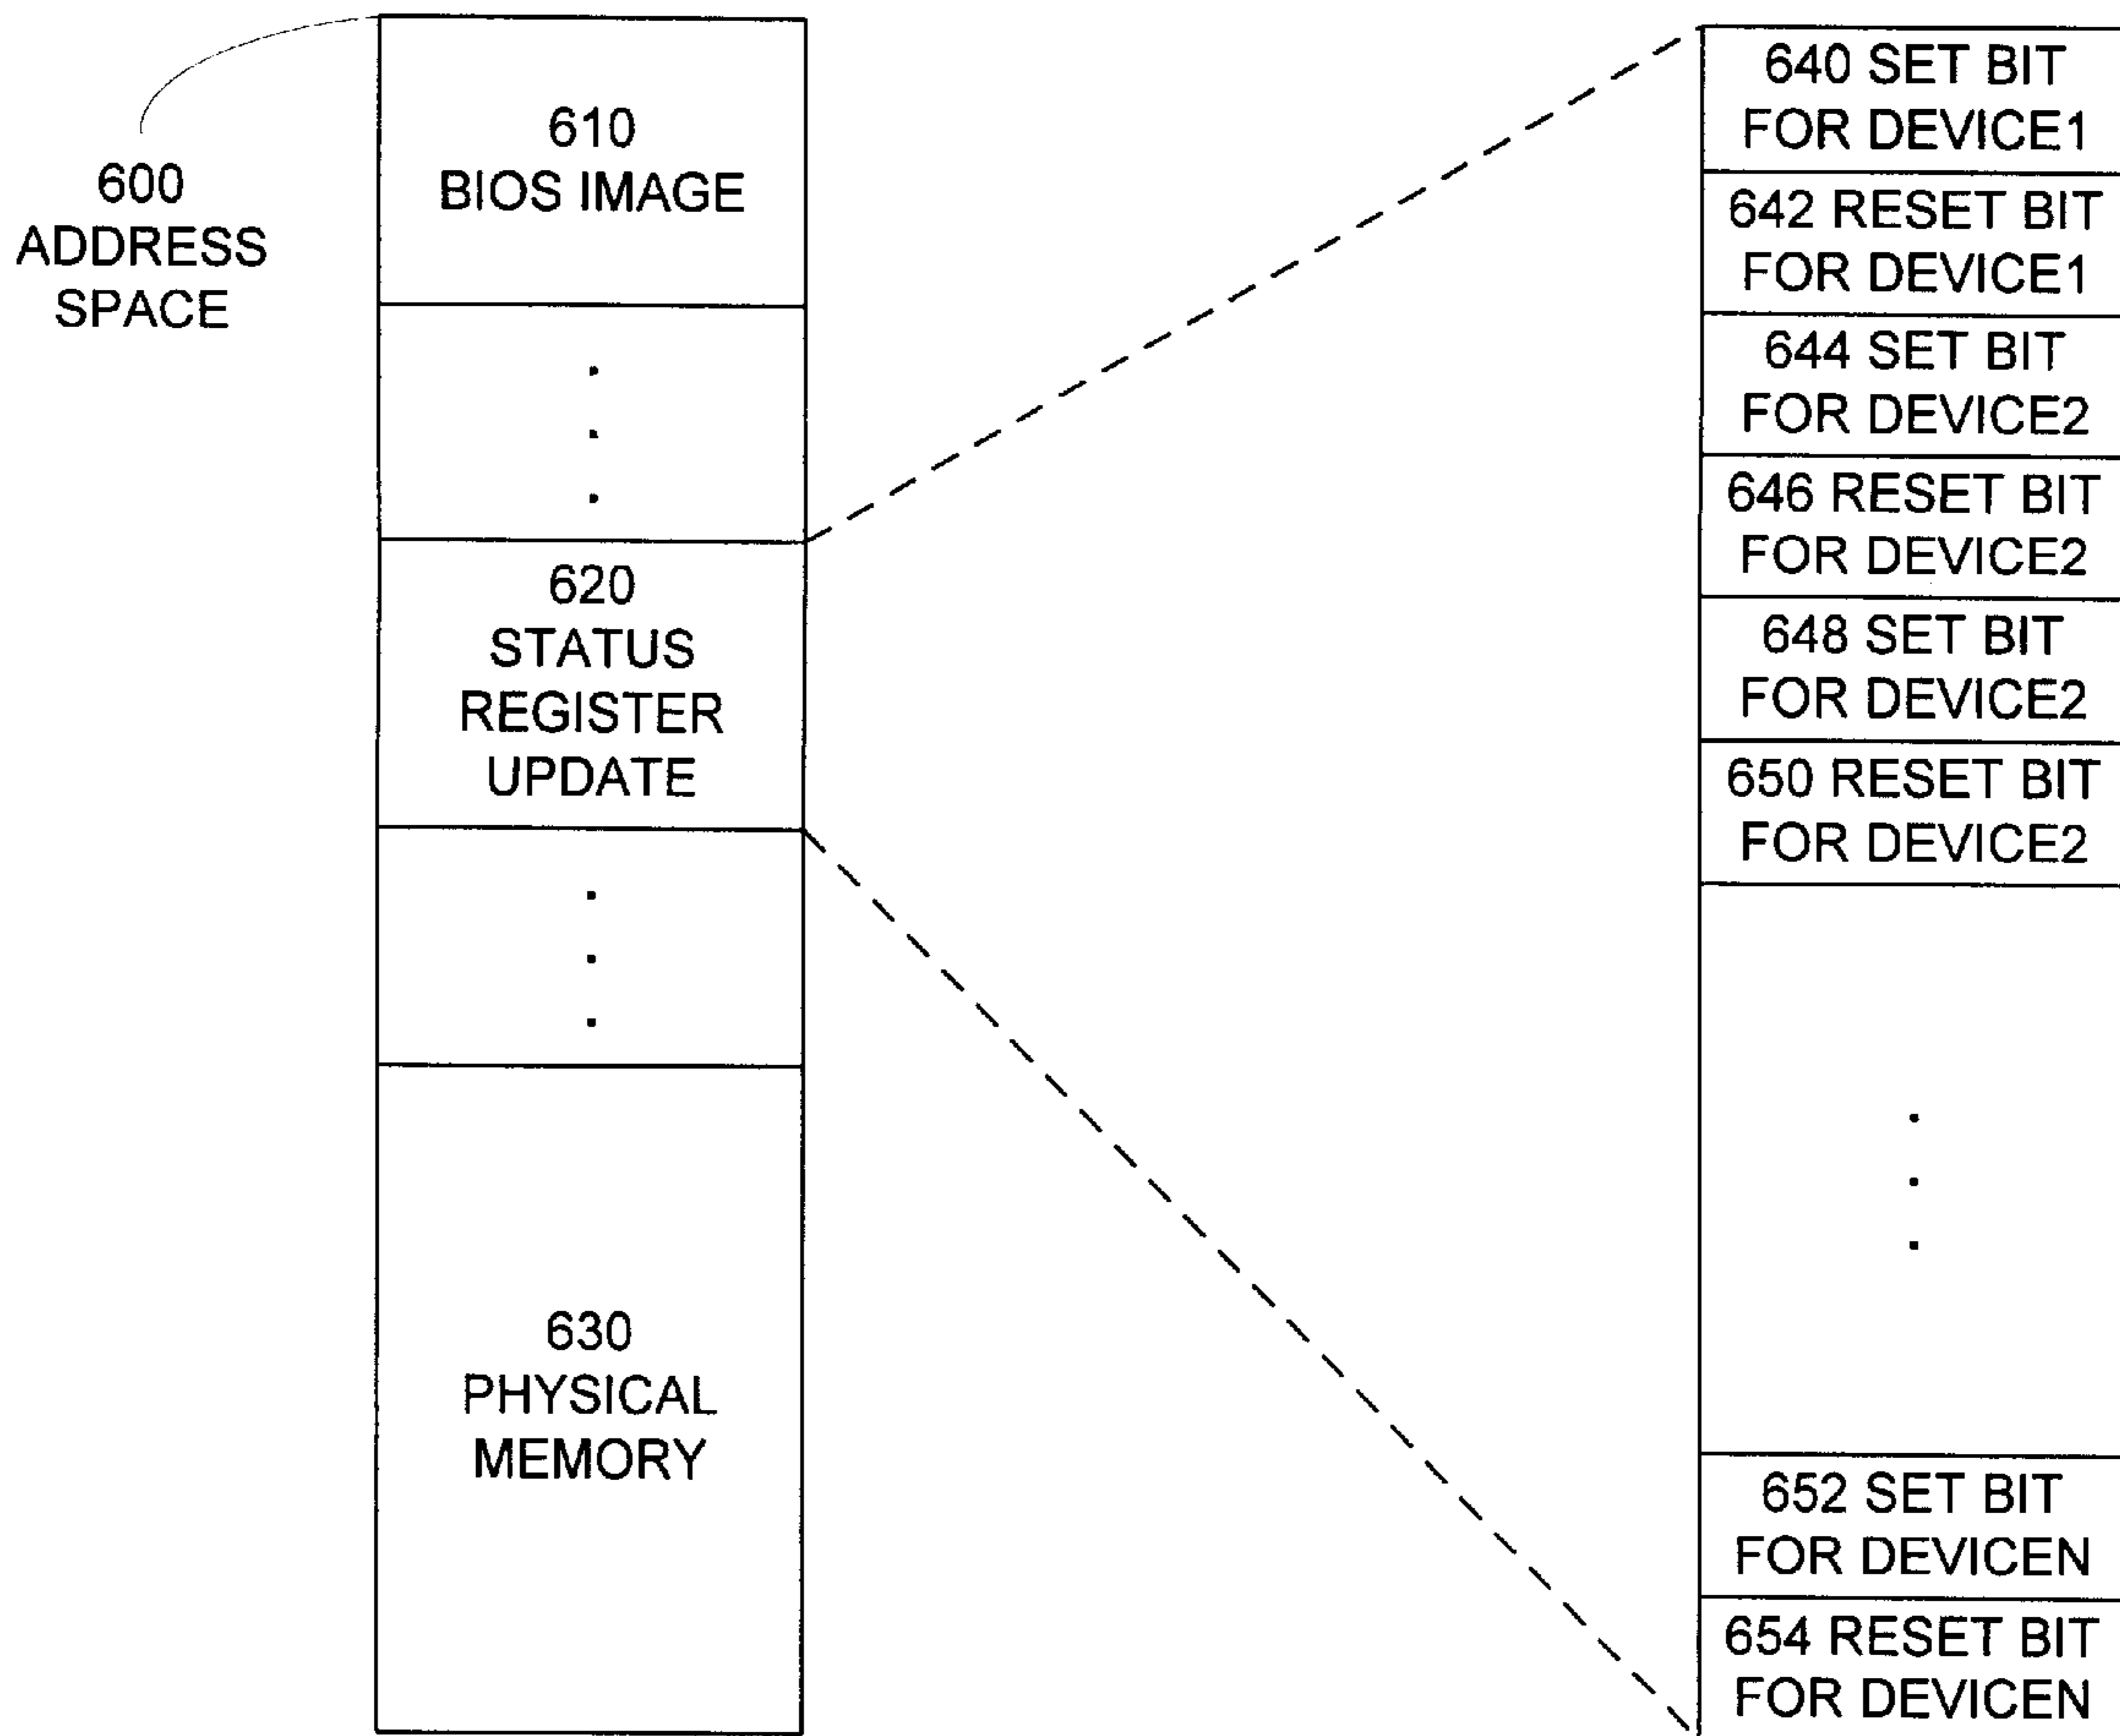 600
ADDRESS
SPACE
610
BIOS IMAGE
.
.
.
620
STATUS
REGISTER
UPDATE
.
.
.
630
PHYSICAL
MEMORY
640 SET BIT
FOR DEVICE1
642 RESET BIT
FOR DEVICE1
644 SET BIT
FOR DEVICE2
646 RESET BIT
FOR DEVICE2
648 SET BIT
FOR DEVICE2
650 RESET BIT
FOR DEVICE2
.
.
.
652 SET BIT
FOR DEVICEN
654 RESET BIT
FOR DEVICEN